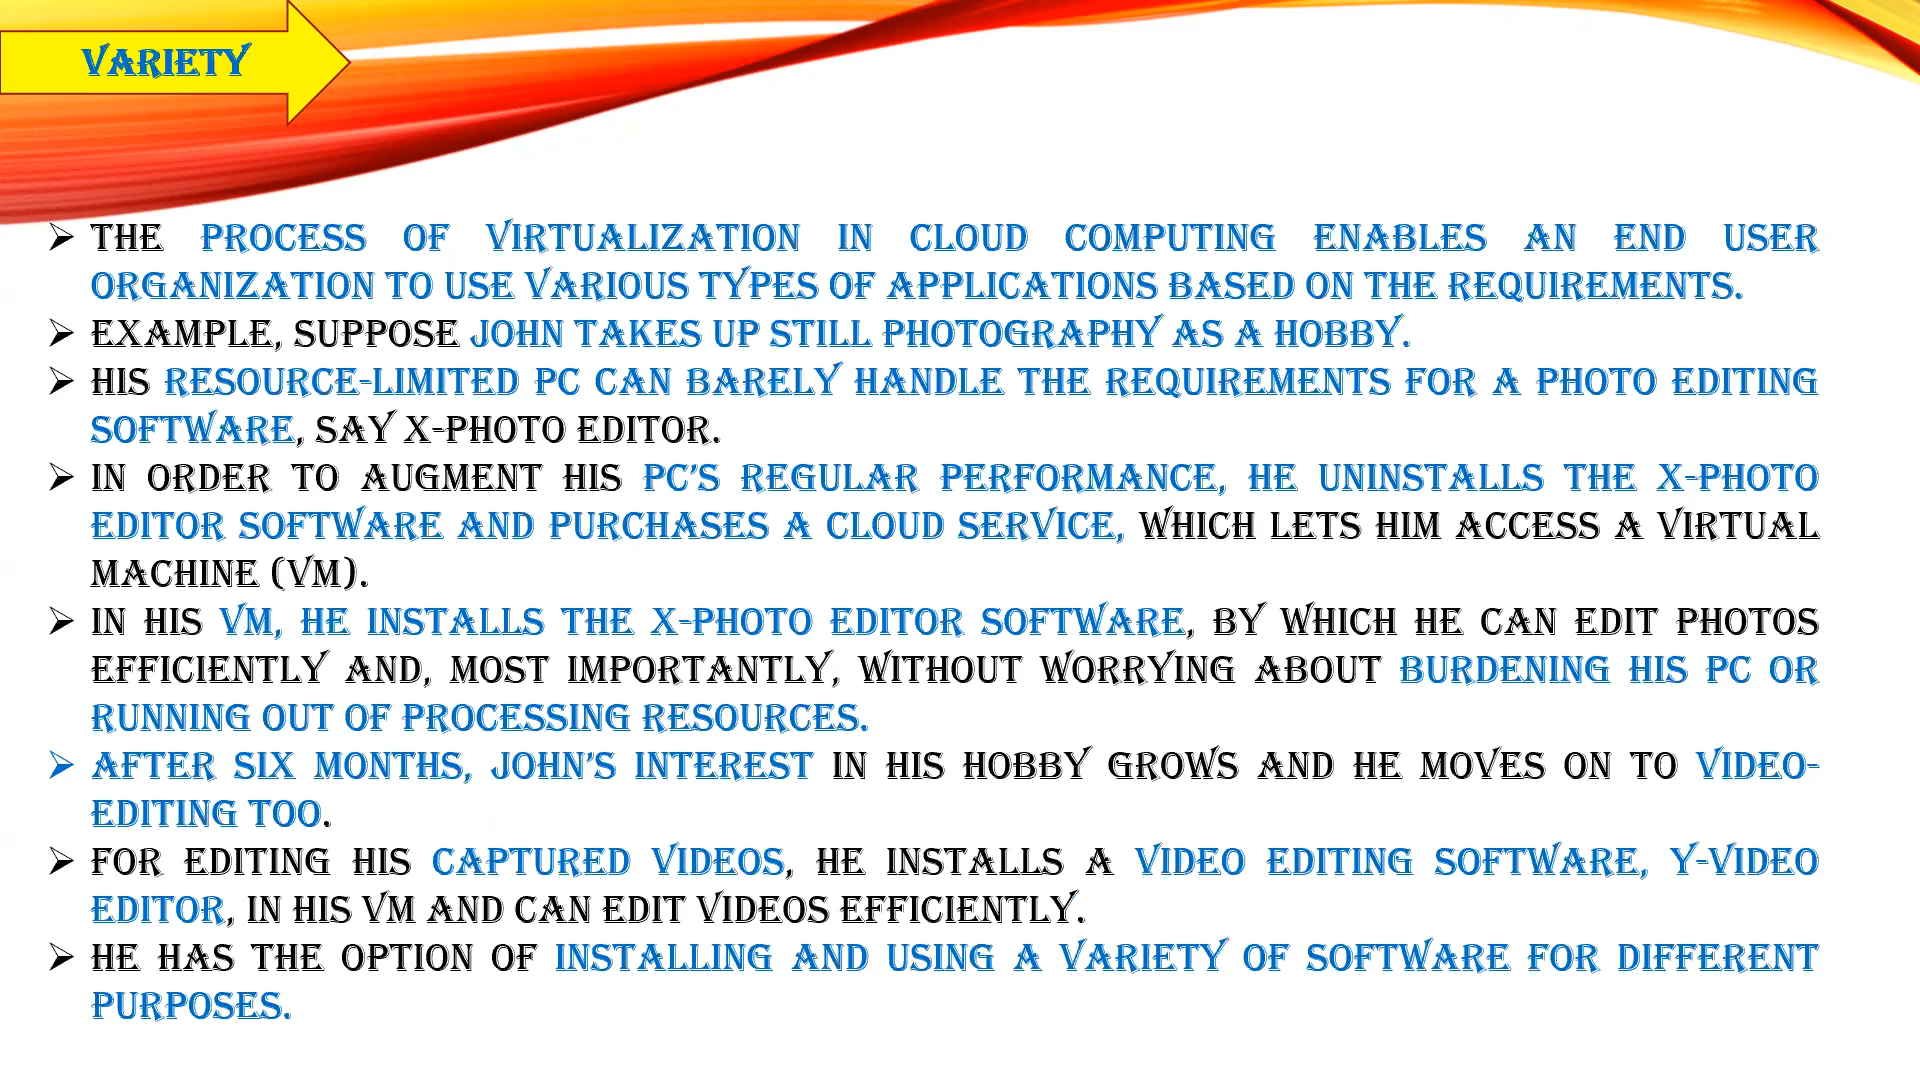 VARIETY
➢ THE PROCESS OF VIRTUALIZATION IN CLOUD COMPUTING ENABLES AN END USER
ORGANIZATION TO USE VARIOUS TYPES OF APPLICATIONS BASED ON THE REQUIREMENTS.
➢ EXAMPLE, SUPPOSE JOHN TAKES UP STILL PHOTOGRAPHY AS A HOBBY.
➢ HIS RESOURCE-LIMITED PC CAN BARELY HANDLE THE REQUIREMENTS FOR A PHOTO EDITING
SOFTWARE, SAY X-PHOTO EDITOR.
➢ IN ORDER TO AUGMENT HIS PC’S REGULAR PERFORMANCE, HE UNINSTALLS THE X-PHOTO
EDITOR SOFTWARE AND PURCHASES A CLOUD SERVICE, WHICH LETS HIM ACCESS A VIRTUAL
MACHINE (VM).
➢ IN HIS VM, HE INSTALLS THE X-PHOTO EDITOR SOFTWARE, BY WHICH HE CAN EDIT PHOTOS
EFFICIENTLY AND, MOST IMPORTANTLY, WITHOUT WORRYING ABOUT BURDENING HIS PC OR
RUNNING OUT OF PROCESSING RESOURCES.
➢ AFTER SIX MONTHS, JOHN’S INTEREST IN HIS HOBBY GROWS AND HE MOVES ON TO VIDEO-
EDITING TOO.
➢ FOR EDITING HIS CAPTURED VIDEOS, HE INSTALLS A VIDEO EDITING SOFTWARE, Y-VIDEO
EDITOR, IN HIS VM AND CAN EDIT VIDEOS EFFICIENTLY.
➢ HE HAS THE OPTION OF INSTALLING AND USING A VARIETY OF SOFTWARE FOR DIFFERENT
PURPOSES.